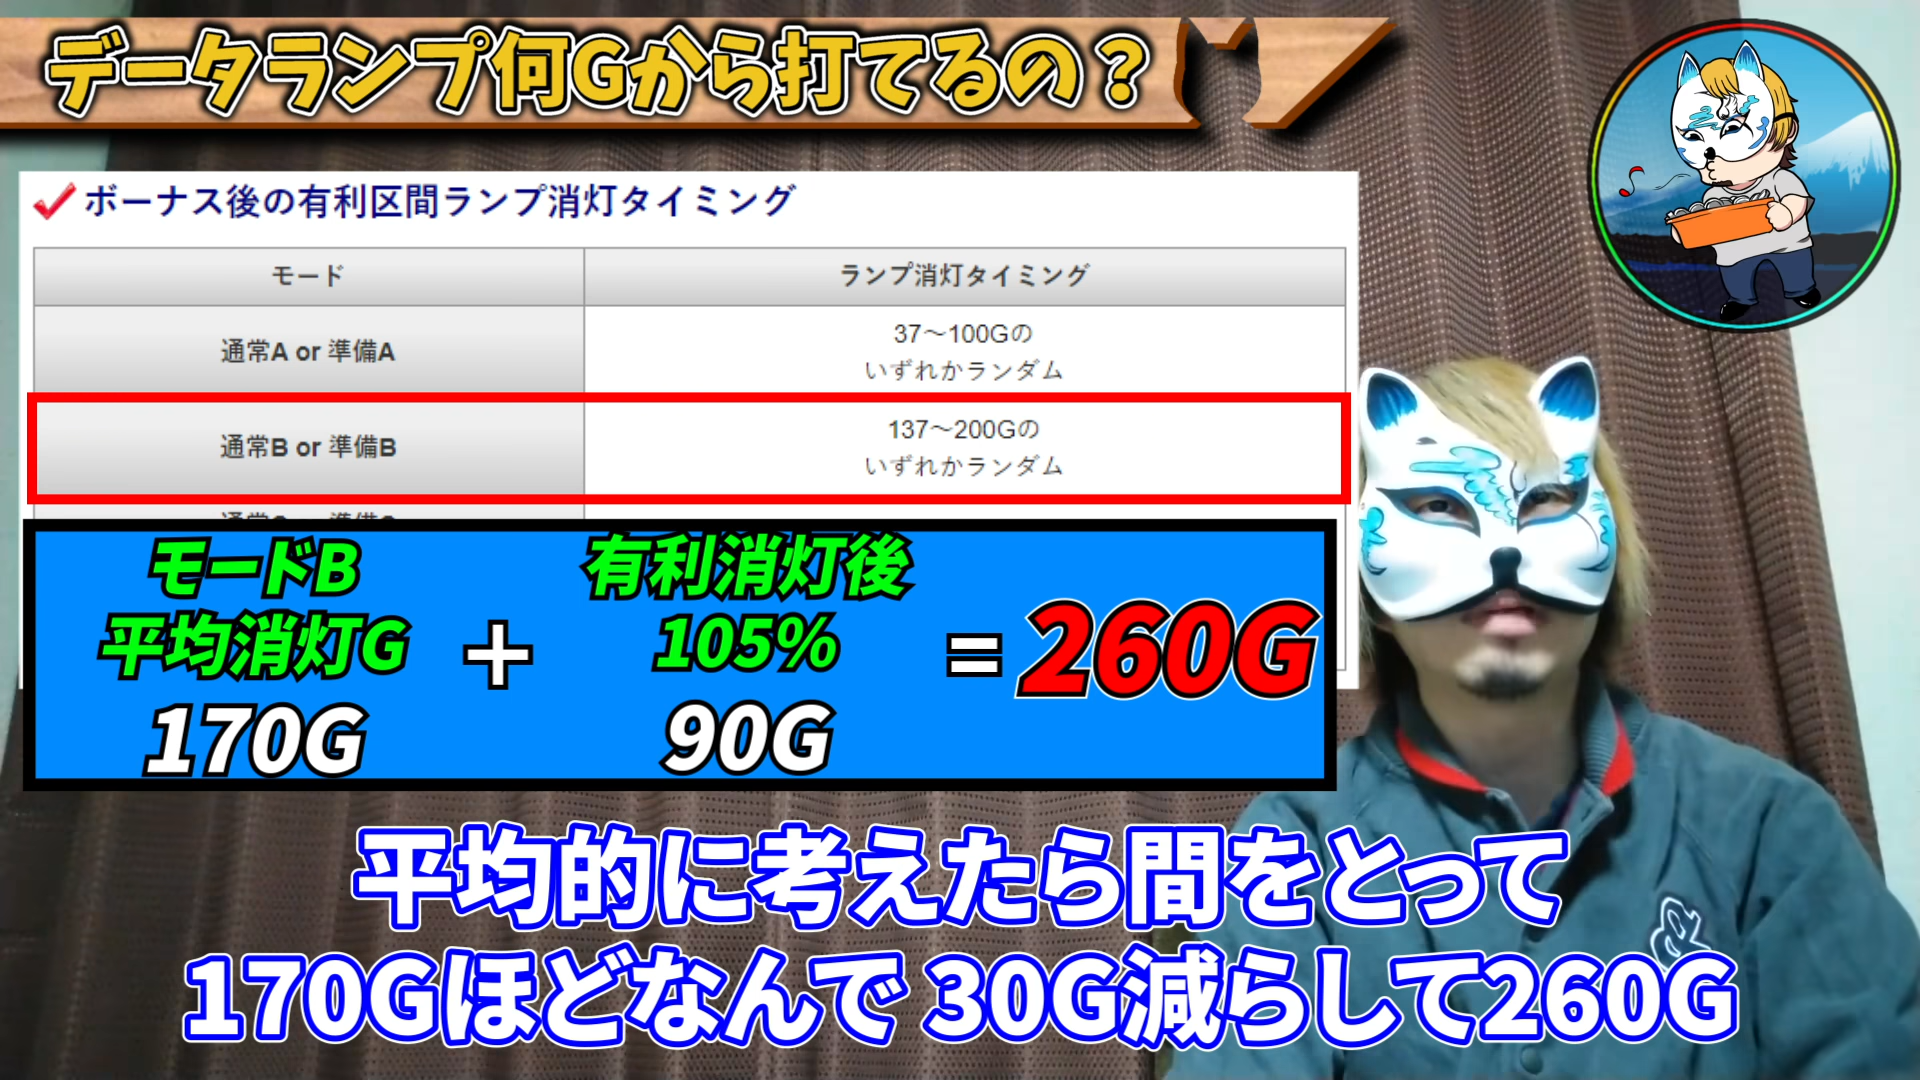 データランプ何Gから打てるの？
ボーナス後の有利区間ランプ消灯タイミング
モード
ランプ消灯タイミング
通常A or 準備A
37～100Gの
いずれかランダム
通常B or 準備B
137～200Gの
いずれかランダム
モードB
平均消灯G
170G
+
有利消灯後
105%
90G
=
260G
平均的に考えたら間をとって
170Gほどなんで 30G減らして260G
&